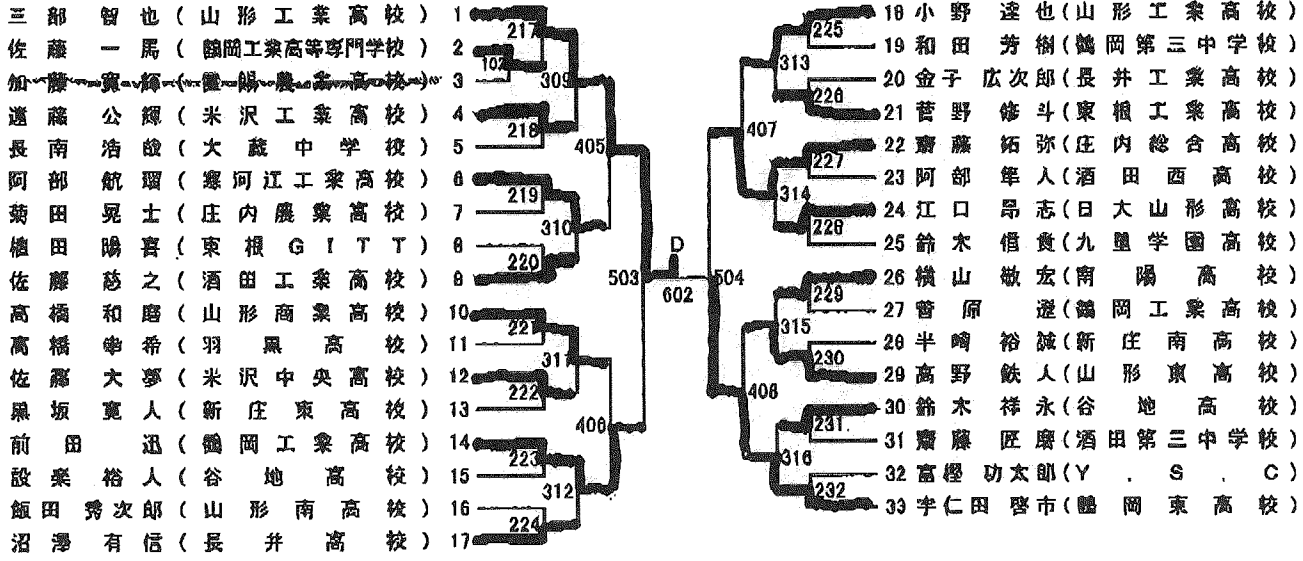 三部智也(山形工業高校) 1
佐藤一馬(鶴岡工業高等専門学校) 2
3
遠藤公輝(米沢工業高校) 4
長南浩哉(大蔵中学校) 5
阿部航瑠(寒河江工業高校) 6
菊田晃士(庄内農業高校) 7
植田陽喜(東根GITT) 8
佐藤慈之(酒田工業高校) 9
高橋和磨(山形商業高校) 10
高橋幸希(羽黒高校) 11
佐藤大夢(米沢中央高校) 12
黒坂寛人(新庄東高校) 13
前田迅(鶴岡工業高校) 14
設楽裕人(谷地高校) 15
飯田秀次郎(山形南高校) 16
沼澤有信(長井高校) 17
217
102
309
218
405
219
310
220
503
221
311
222
406
223
312
224
D
602
504
225
313
226
407
227
314
228
229
315
230
408
231
316
232
18 小野達也(山形工業高校)
19 和田芳樹(鶴岡第三中学校)
20 金子広次郎(長井工業高校)
21 菅野修斗(東根工業高校)
22 齋藤拓弥(庄内総合高校)
23 阿部隼人(酒田西高校)
24 江口昂志(日大山形高校)
25 鈴木信貴(九里学園高校)
26 横山敏宏(南陽高校)
27 菅原遼(鶴岡工業高校)
28 半崎裕誠(新庄南高校)
29 高野鉄人(山形東高校)
30 鈴木祥永(谷地高校)
31 齋藤匠磨(酒田第三中学校)
32 富樫功太郎(Y.S.C)
33 宇仁田啓市(鶴岡東高校)